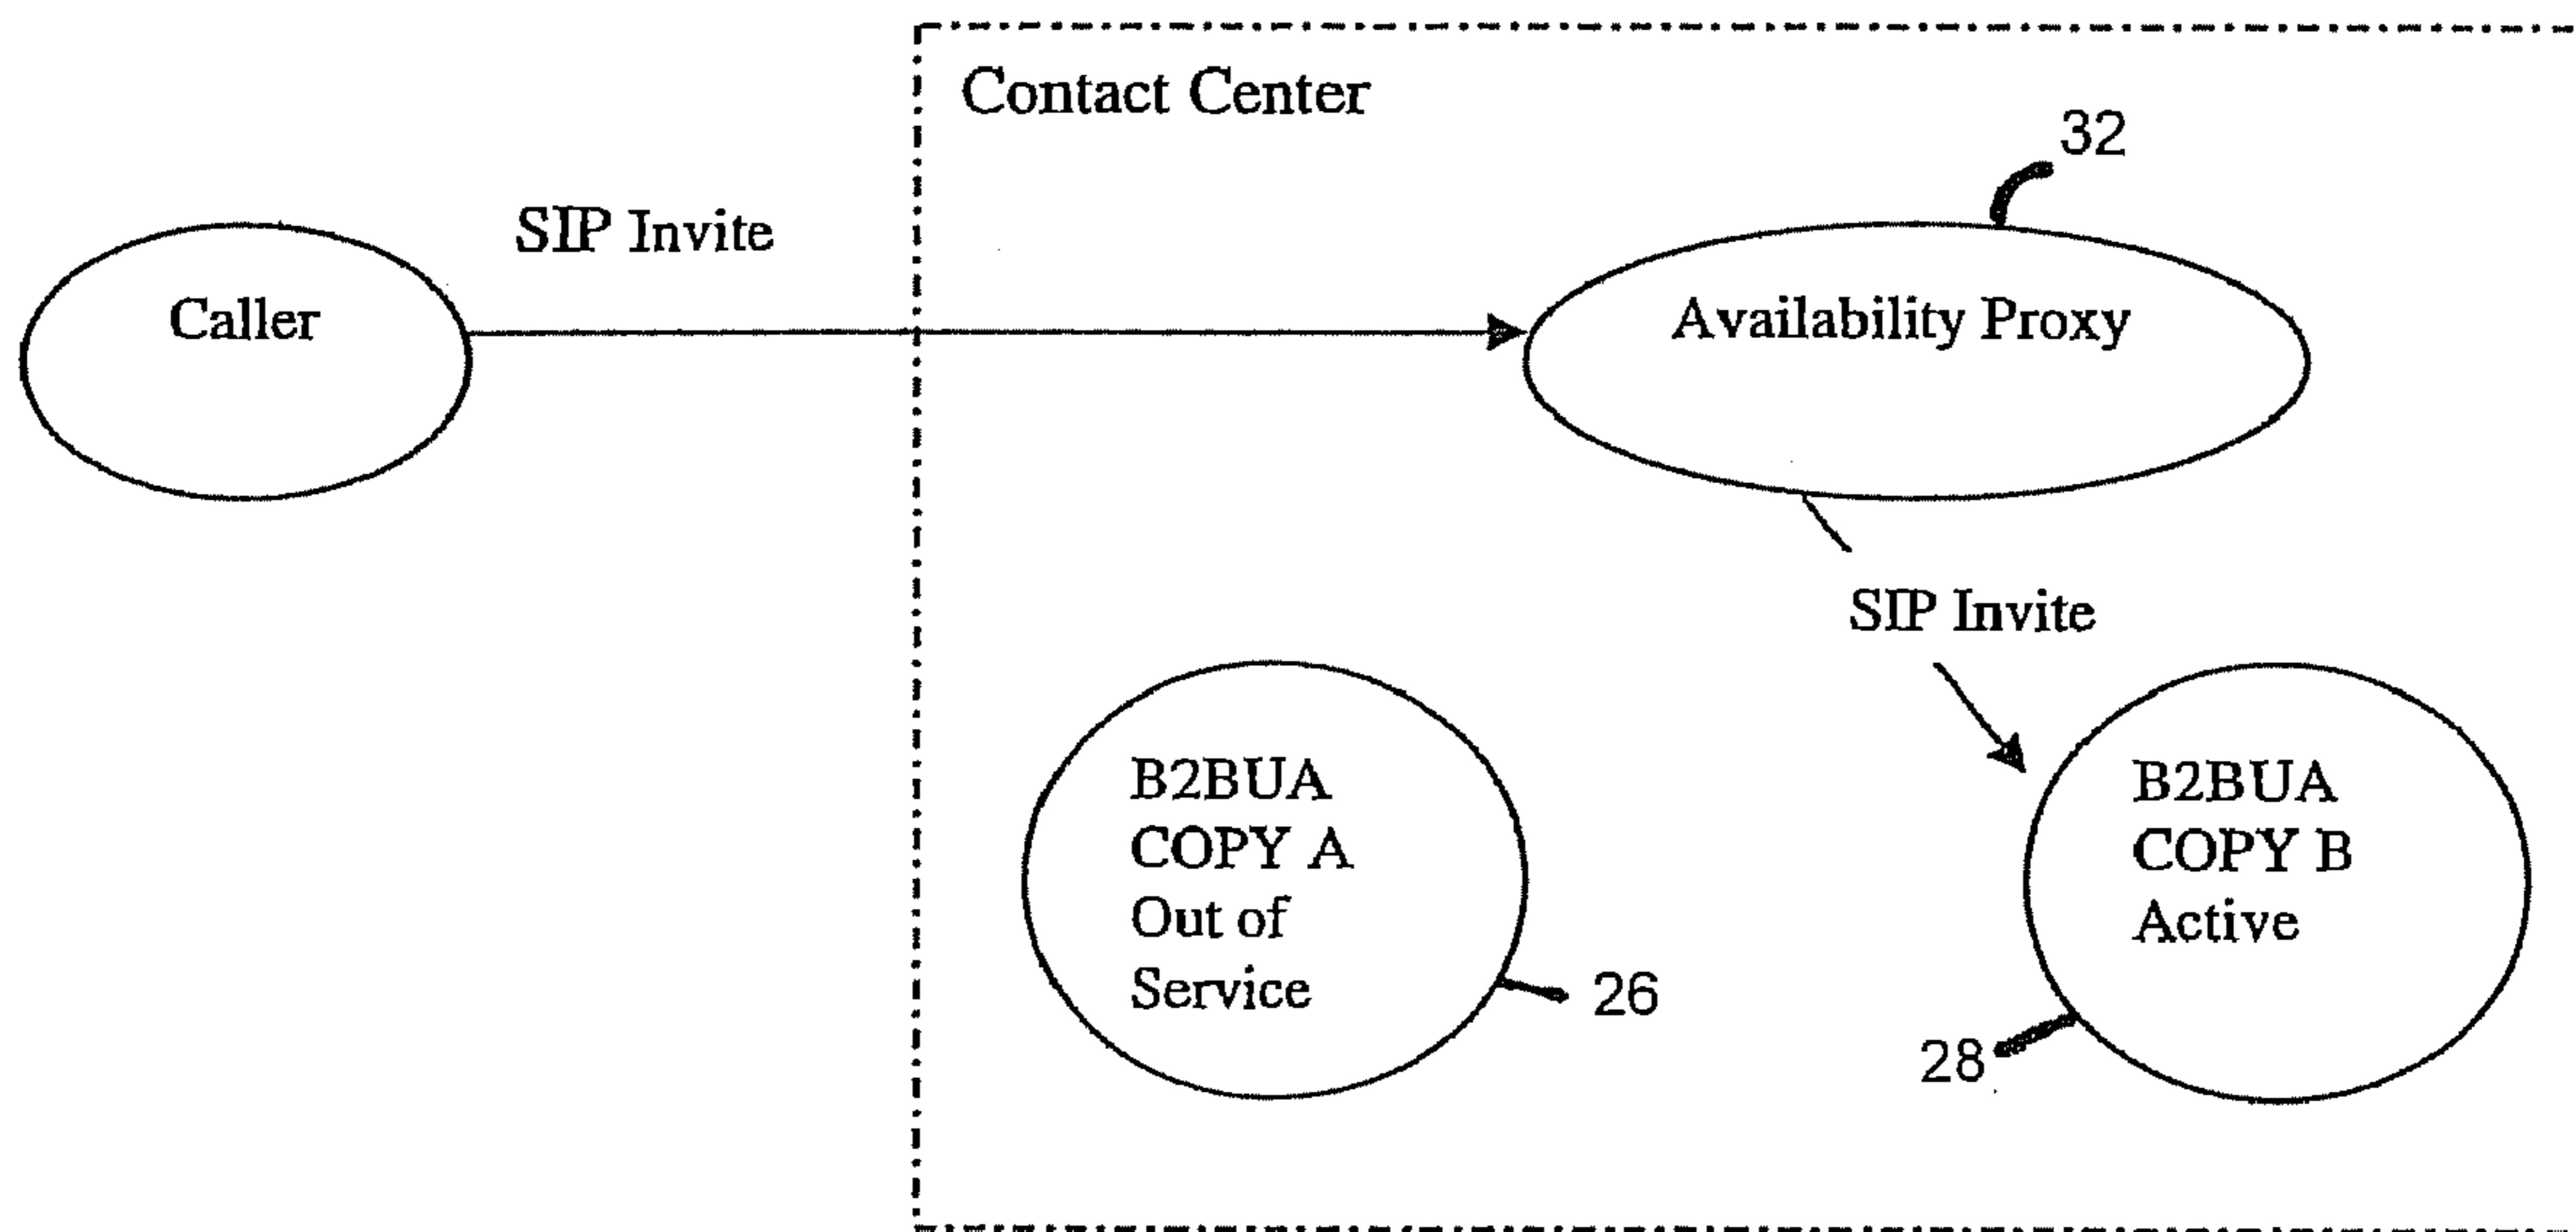 Contact Center
32
SIP Invite
Caller
Availability Proxy
SIP Invite
B2BUA
COPY A
Out of
Service
26
B2BUA
COPY B
Active
28